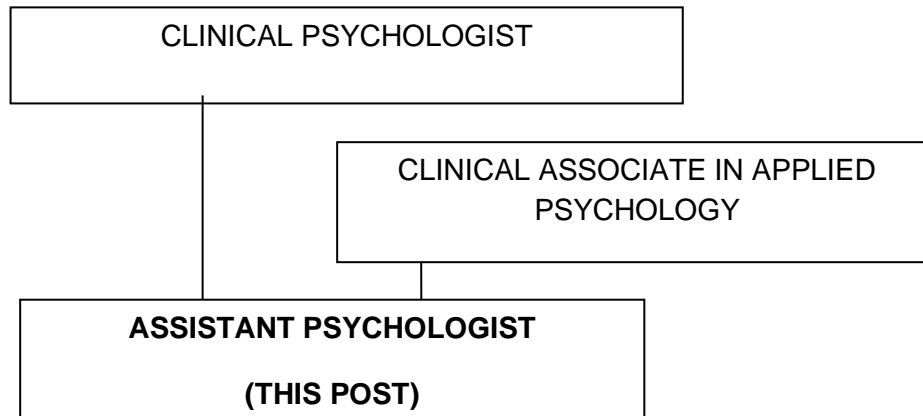 CLINICAL PSYCHOLOGIST
CLINICAL ASSOCIATE IN APPLIED
PSYCHOLOGY
ASSISTANT PSYCHOLOGIST
(THIS POST)